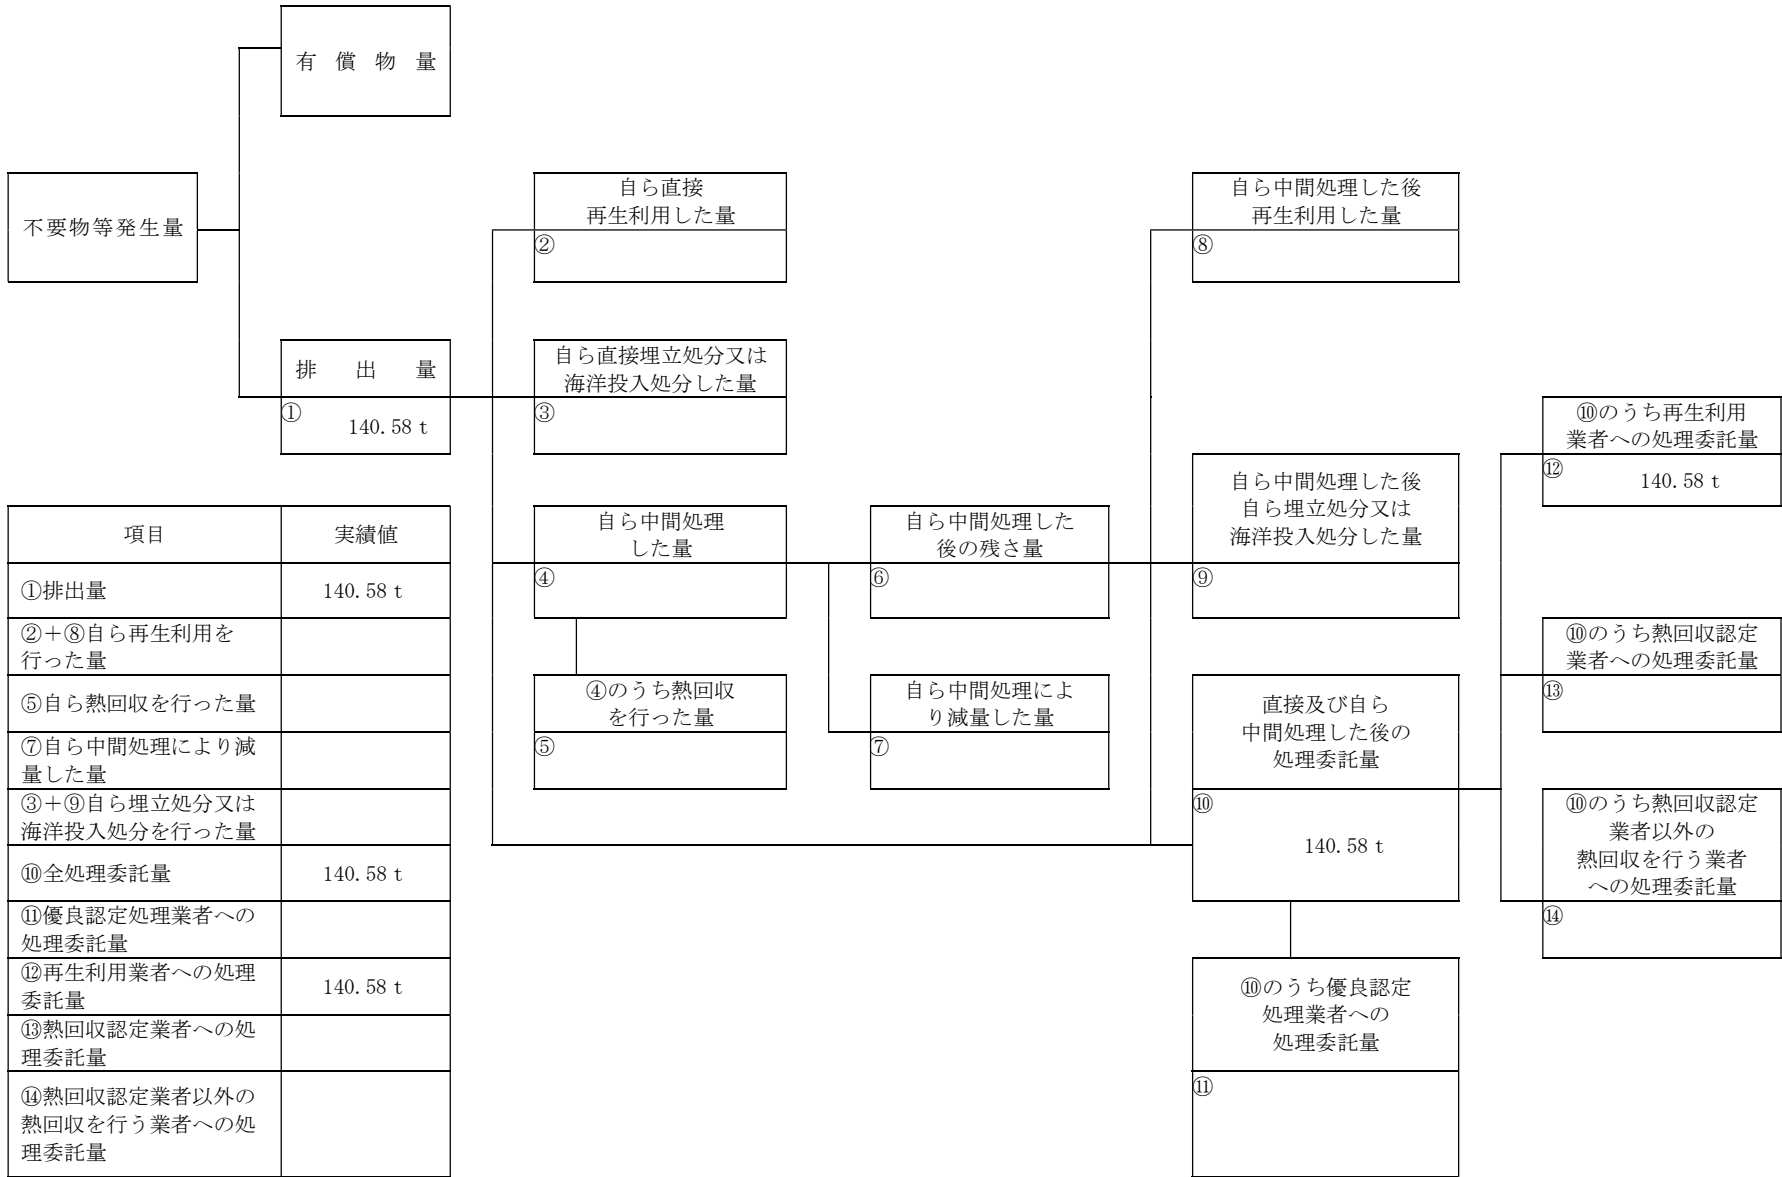 有償物量
不要物等発生量
排出量
① 140.58 t
自ら直接
再生利用した量
②
自ら直接埋立処分又は
海洋投入処分した量
③
自ら中間処理
した量
④
④のうち熱回収
を行った量
⑤
自ら中間処理した
後の残さ量
⑥
自ら中間処理によ
り減量した量
⑦
自ら中間処理した後
再生利用した量
⑧
自ら中間処理した後
自ら埋立処分又は
海洋投入処分した量
⑨
直接及び自ら
中間処理した後の
処理委託量
⑩
140.58 t
⑩のうち優良認定
処理業者への
処理委託量
⑪
⑩のうち再生利用
業者への処理委託量
⑫ 140.58 t
⑩のうち熱回収認定
業者への処理委託量
⑬
⑩のうち熱回収認定
業者以外の
熱回収を行う業者
への処理委託量
⑭
項目 実績値
①排出量 140.58 t
②＋⑧自ら再生利用を
行った量
⑤自ら熱回収を行った量
⑦自ら中間処理により減
量した量
③＋⑨自ら埋立処分又は
海洋投入処分を行った量
⑩全処理委託量 140.58 t
⑪優良認定処理業者への
処理委託量
⑫再生利用業者への処理
委託量 140.58 t
⑬熱回収認定業者への処
理委託量
⑭熱回収認定業者以外の
熱回収を行う業者への処
理委託量